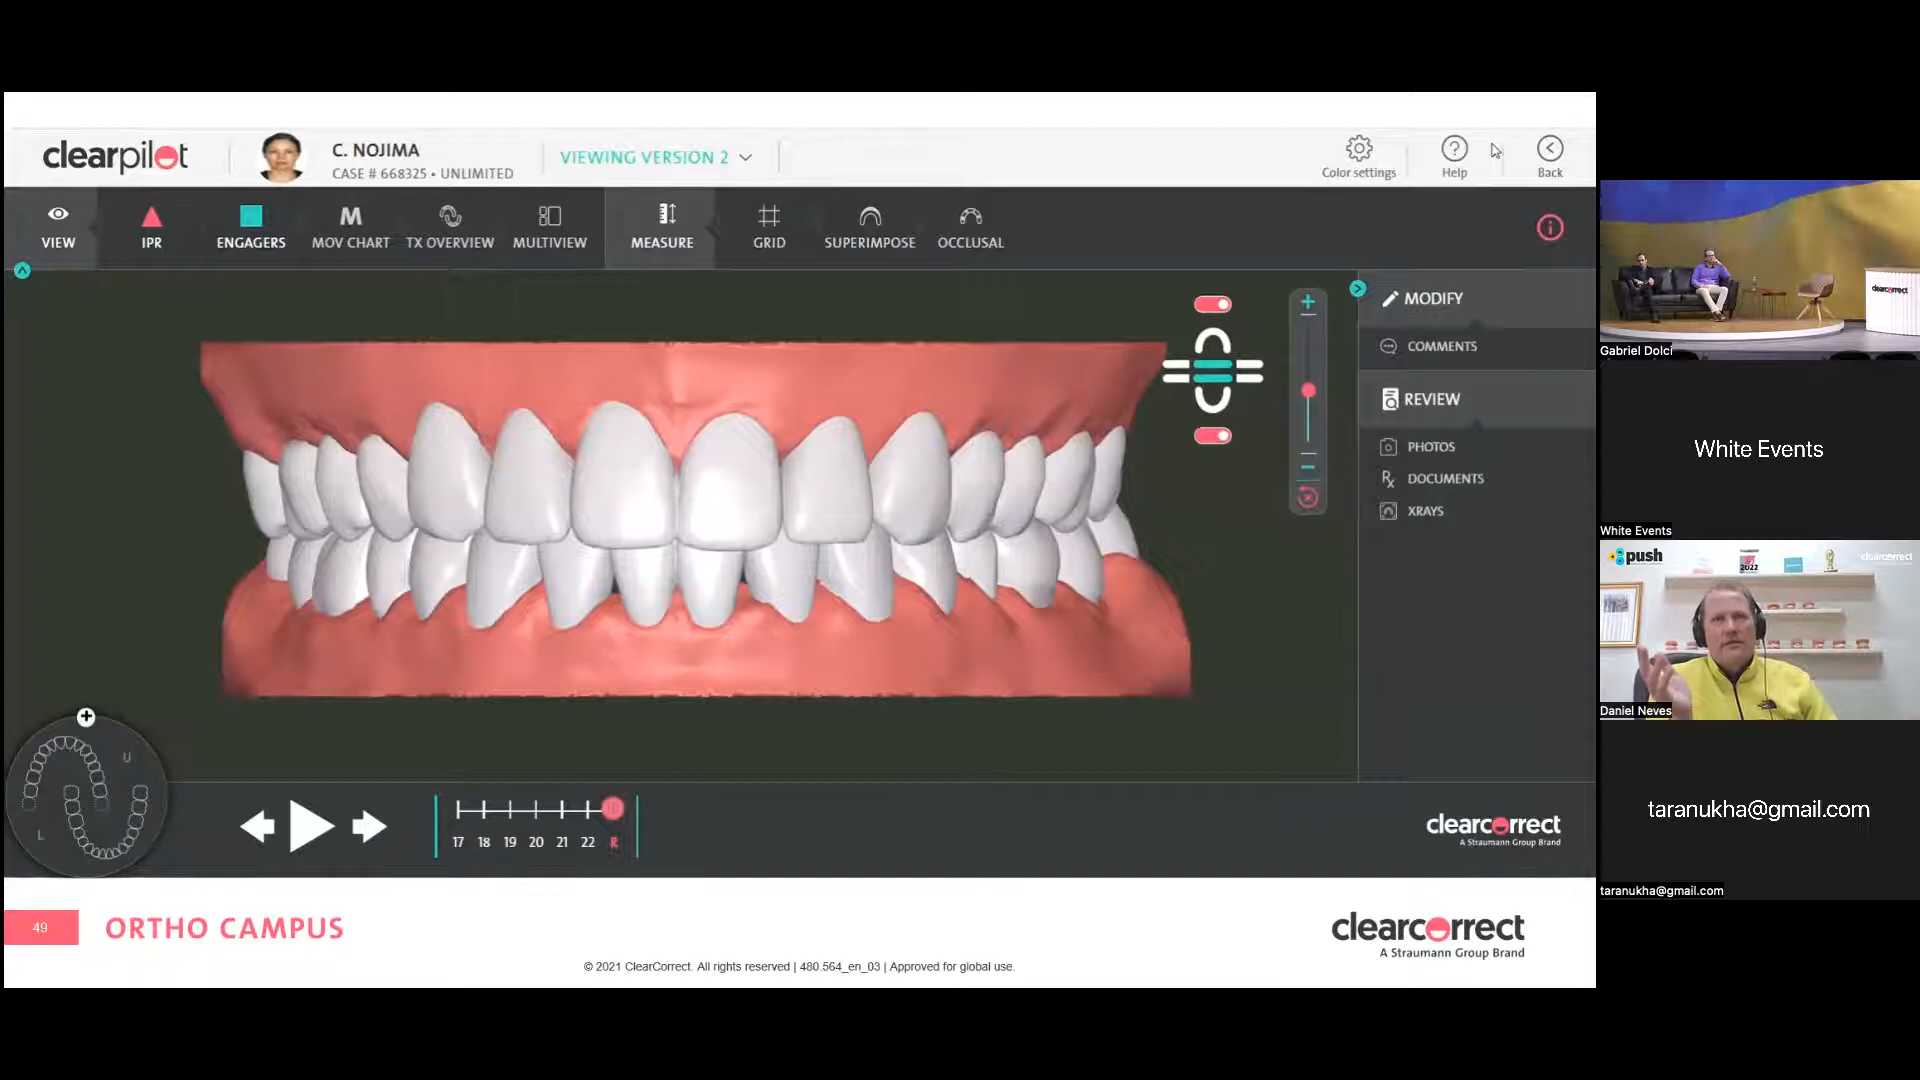 clearpilot
C. NOJIMA
CASE # 668325 • UNLIMITED
VIEWING VERSION 2
Color settings
Help
Back
VIEW
IPR
ENGAGERS
M
MOV CHART
TX OVERVIEW
MULTIVIEW
MEASURE
GRID
SUPERIMPOSE
OCCLUSAL
MODIFY
COMMENTS
REVIEW
PHOTOS
DOCUMENTS
XRAYS
U
L
17 18 19 20 21 22 R
clearcorrect
A Straumann Group Brand
49
ORTHO CAMPUS
clearcorrect
A Straumann Group Brand
© 2021 ClearCorrect. All rights reserved | 480.564_en_03 | Approved for global use.
clearcorrect
Gabriel Dolci
White Events
White Events
push
2022
clearcorrect
Daniel Neves
taranukha@gmail.com
taranukha@gmail.com